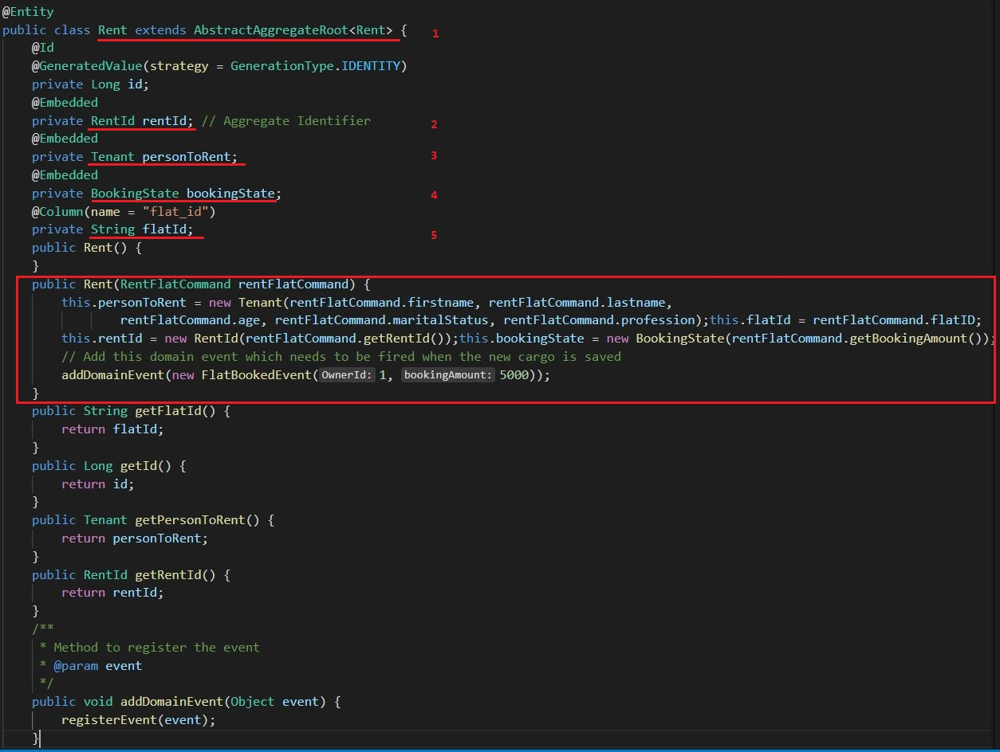 @Entity
public class Rent extends AbstractAggregateRoot<Rent> { 1
@Id
@GeneratedValue(strategy = GenerationType.IDENTITY)
private Long id;
@Embedded
private RentId rentId; // Aggregate Identifier 2
@Embedded
private Tenant personToRent; 3
@Embedded
private BookingState bookingState; 4
@Column(name = "flat_id")
private String flatId; 5
public Rent() {
}
public Rent(RentFlatCommand rentFlatCommand) {
this.personToRent = new Tenant(rentFlatCommand.firstname, rentFlatCommand.lastname,
rentFlatCommand.age, rentFlatCommand.maritalStatus, rentFlatCommand.profession);this.flatId = rentFlatCommand.flatID;
this.rentId = new RentId(rentFlatCommand.getRentId());this.bookingState = new BookingState(rentFlatCommand.getBookingAmount());
// Add this domain event which needs to be fired when the new cargo is saved
addDomainEvent(new FlatBookedEvent(OwnerId: 1, bookingAmount: 5000));
}
public String getFlatId() {
return flatId;
}
public Long getId() {
return id;
}
public Tenant getPersonToRent() {
return personToRent;
}
public RentId getRentId() {
return rentId;
}
/**
* Method to register the event
* @param event
*/
public void addDomainEvent(Object event) {
registerEvent(event);
}